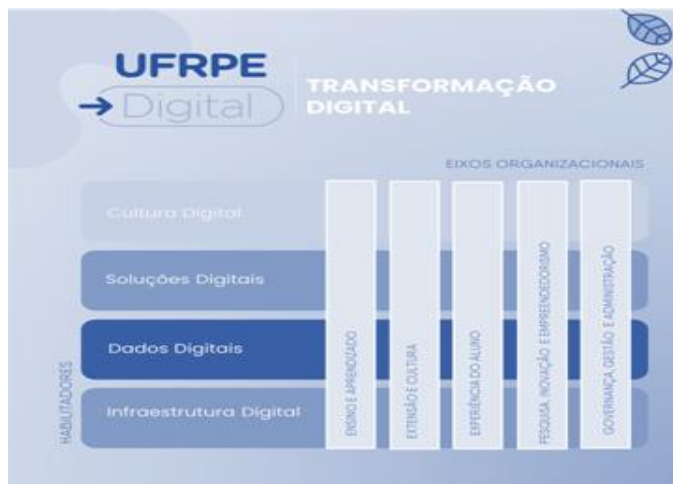 UFRPE
Digital
TRANSFORMAÇÃO
DIGITAL
EIXOS ORGANIZACIONAIS
Cultura Digital
Soluções Digitais
Dados Digitais
Infraestrutura Digital
HABILITADORES
ENSINO E APRENDIZADO
EXTENSÃO E CULTURA
EXPERIÊNCIA DO ALUNO
PESQUISA, INOVAÇÃO E EMPREENDEDORISMO
GOVERNANÇA, GESTÃO E ADMINISTRAÇÃO